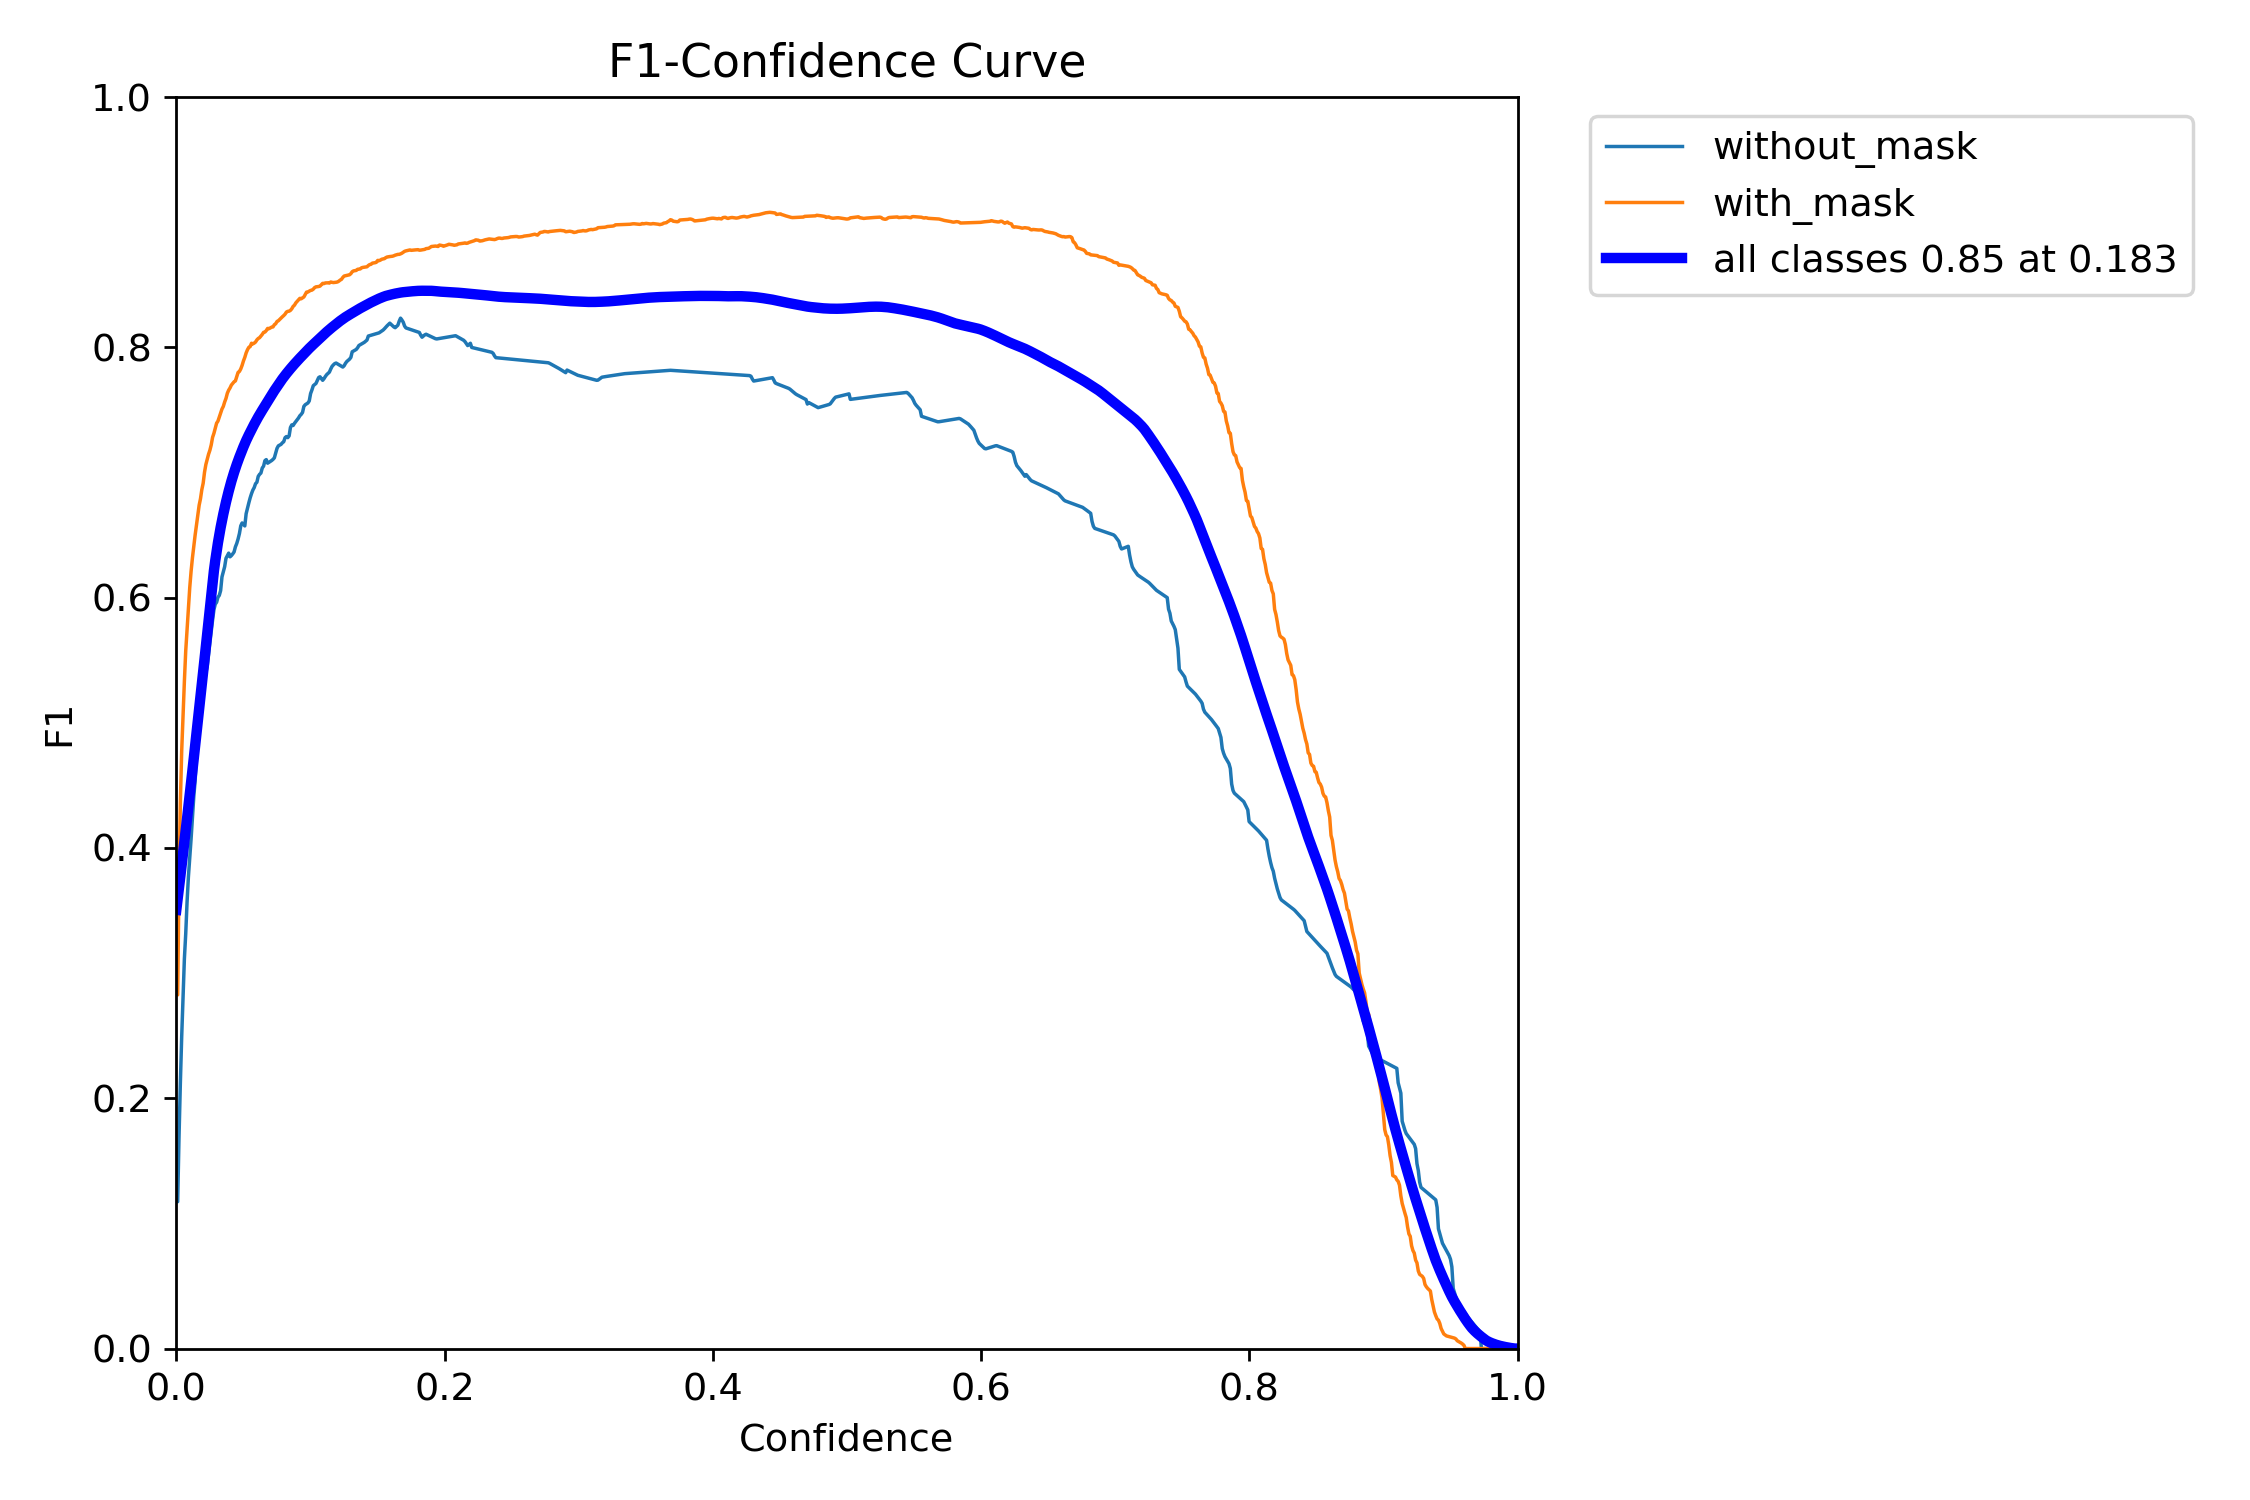 F1-Confidence Curve
1.0
0.8
0.6
0.4
0.2
0.0
F1
0.0 0.2 0.4 0.6 0.8 1.0
Confidence
without_mask
with_mask
all classes 0.85 at 0.183